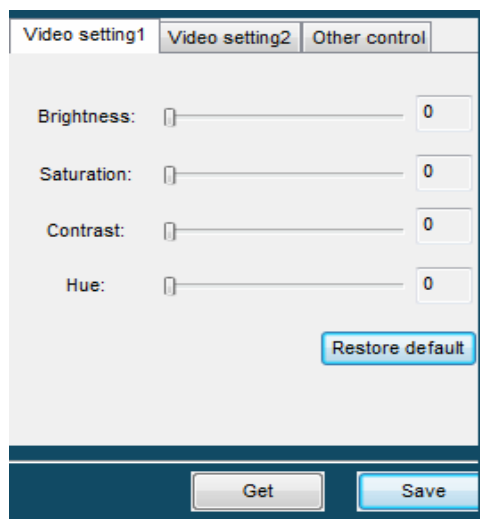 Video setting1 Video setting2 Other control
Brightness: 0
Saturation: 0
Contrast: 0
Hue: 0
Restore default
Get Save